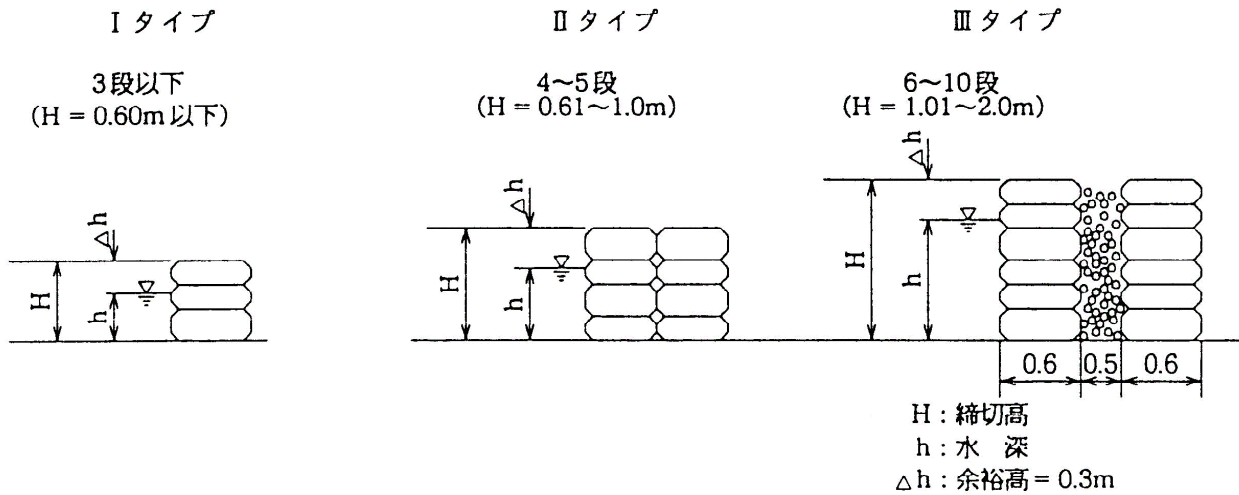 Ⅰタイプ
3段以下
(H = 0.60m以下)
△h
H
h
Ⅱタイプ
4〜5段
(H = 0.61〜1.0m)
△h
H
h
Ⅲタイプ
6〜10段
(H = 1.01〜2.0m)
△h
H
h
0.6 0.5 0.6
H : 締切高
h : 水 深
△h : 余裕高 = 0.3m